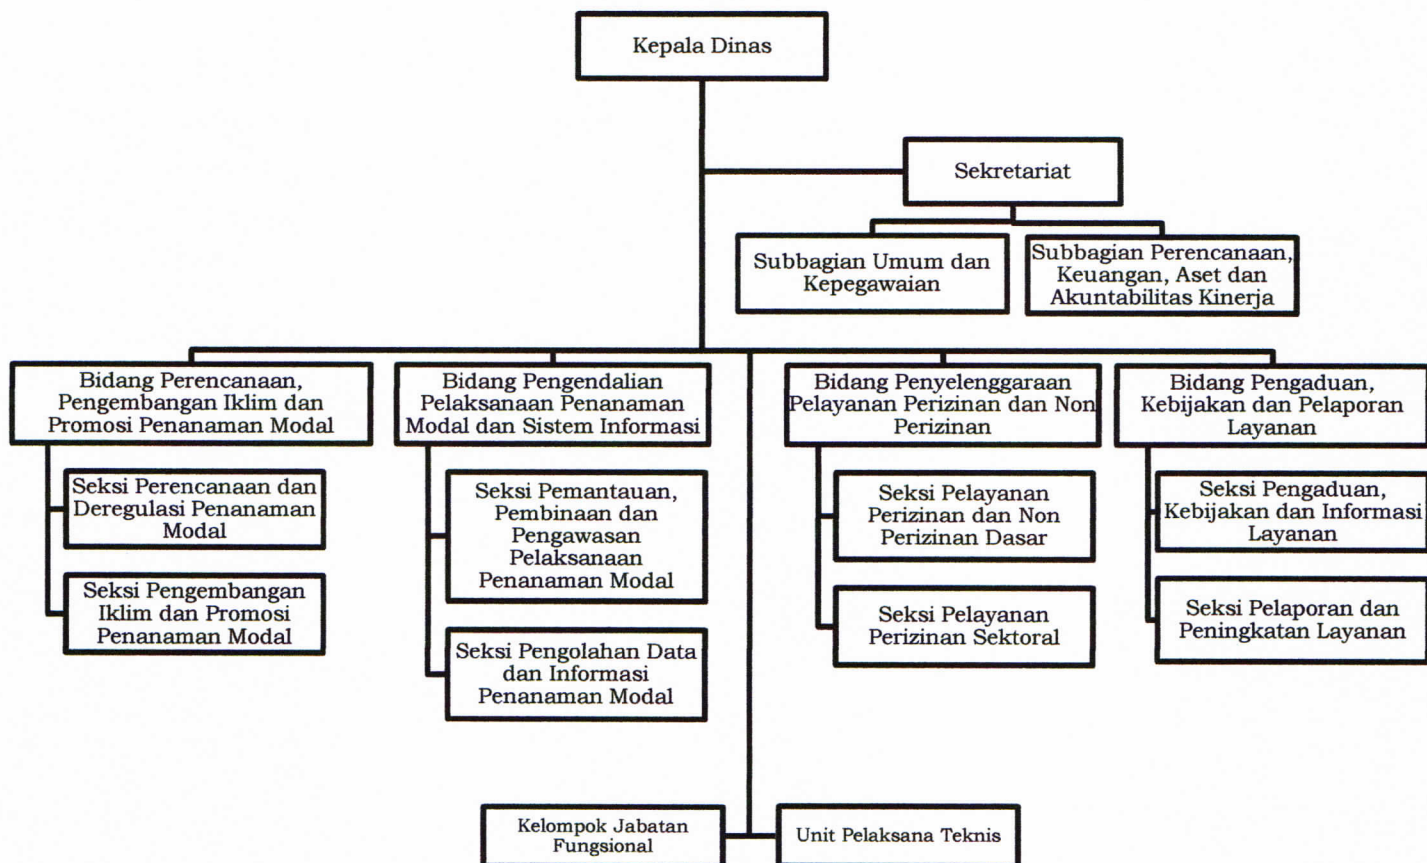 Kepala Dinas
Sekretariat
Subbagian Umum dan
Kepegawaian
Subbagian Perencanaan,
Keuangan, Aset dan
Akuntabilitas Kinerja
Bidang Perencanaan,
Pengembangan Iklim dan
Promosi Penanaman Modal
Seksi Perencanaan dan
Deregulasi Penanaman
Modal
Seksi Pengembangan
Iklim dan Promosi
Penanaman Modal
Bidang Pengendalian
Pelaksanaan Penanaman
Modal dan Sistem Informasi
Seksi Pemantauan,
Pembinaan dan
Pengawasan
Pelaksanaan
Penanaman Modal
Seksi Pengolahan Data
dan Informasi
Penanaman Modal
Bidang Penyelenggaraan
Pelayanan Perizinan dan Non
Perizinan
Seksi Pelayanan
Perizinan dan Non
Perizinan Dasar
Seksi Pelayanan
Perizinan Sektoral
Bidang Pengaduan,
Kebijakan dan Pelaporan
Layanan
Seksi Pengaduan,
Kebijakan dan Informasi
Layanan
Seksi Pelaporan dan
Peningkatan Layanan
Kelompok Jabatan
Fungsional
Unit Pelaksana Teknis